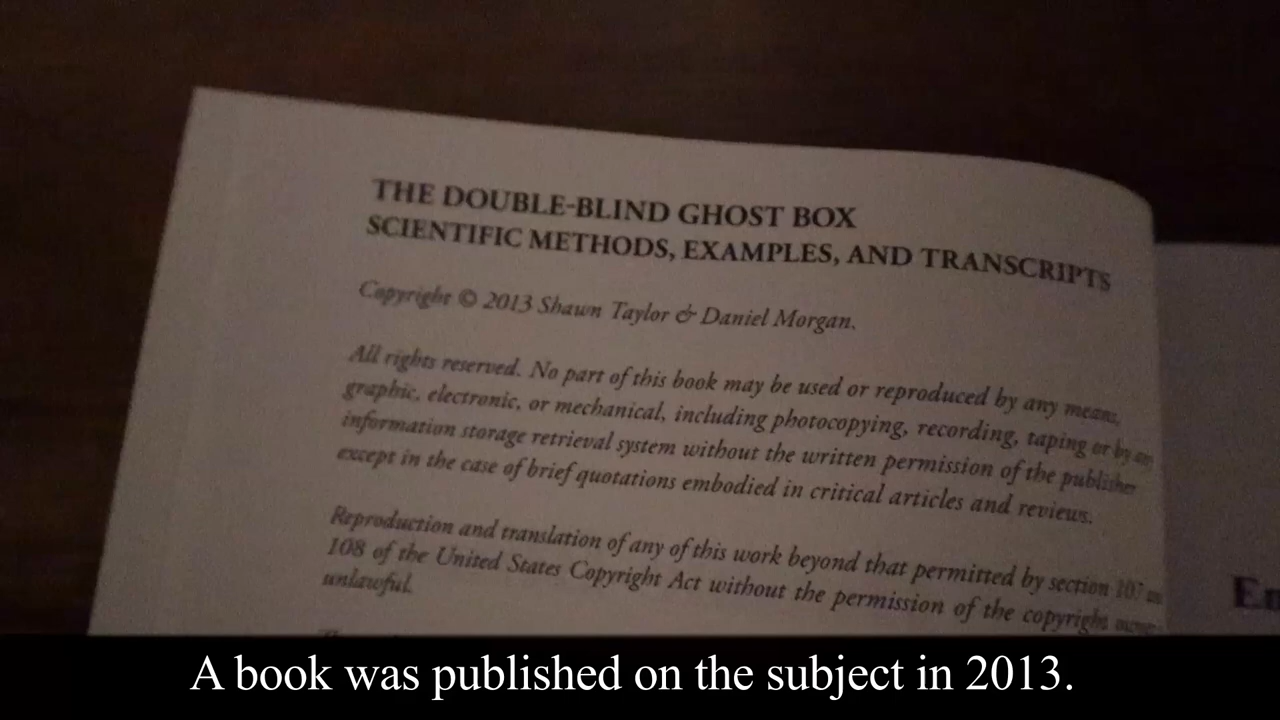 THE DOUBLE-BLIND GHOST BOX
SCIENTIFIC METHODS, EXAMPLES, AND TRANSCRIPTS
Copyright © 2013 Shawn Taylor & Daniel Morgan.
All rights reserved. No part of this book may be used or reproduced by any means,
graphic, electronic, or mechanical, including photocopying, recording, taping or by
information storage retrieval system without the written permission of the publisher
except in the case of brief quotations embodied in critical articles and reviews.
Reproduction and translation of any of this work beyond that permitted by section 107
108 of the United States Copyright Act without the permission of the copyright
unlawful.
A book was published on the subject in 2013.